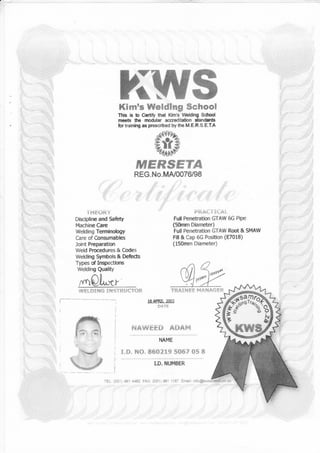 KWS
Kim's Welding School
This is to Certify that Kim's Welding School
meets the modular accreditation standards
for training as prescribed by the M.E.R.S.E.T.A
MERSETA
REG.No.MA/0076/98
Certificate
THEORY
Discipline and Safety
Machine Care
Welding Terminology
Care of Consumables
Joint Preparation
Weld Procedures & Codes
Welding Symbols & Defects
Types of Inspections
Welding Quality
PRACTICAL
Full Penetration GTAW 6G Pipe
(50mm Diameter)
Full Penetration GTAW Root & SMAW
Fill & Cap 6G Position (E7018)
(150mm Diameter)
WELDING INSTRUCTOR
TRAINEE MANAGER
DATE
NAWEED ADAM
NAME
I.D. NO. 860219 5067 05 8
I.D. NUMBER
KWS